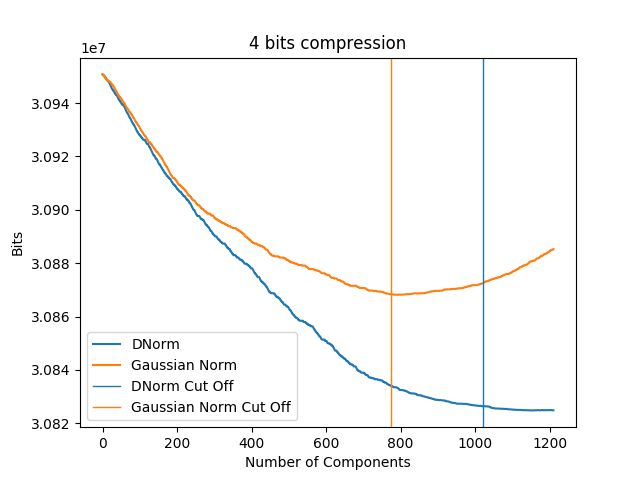 4 bits compression
1e7
3.094
3.092
3.090
3.088
3.086
3.084
3.082
Bits
DNorm
Gaussian Norm
DNorm Cut Off
Gaussian Norm Cut Off
0 200 400 600 800 1000 1200
Number of Components